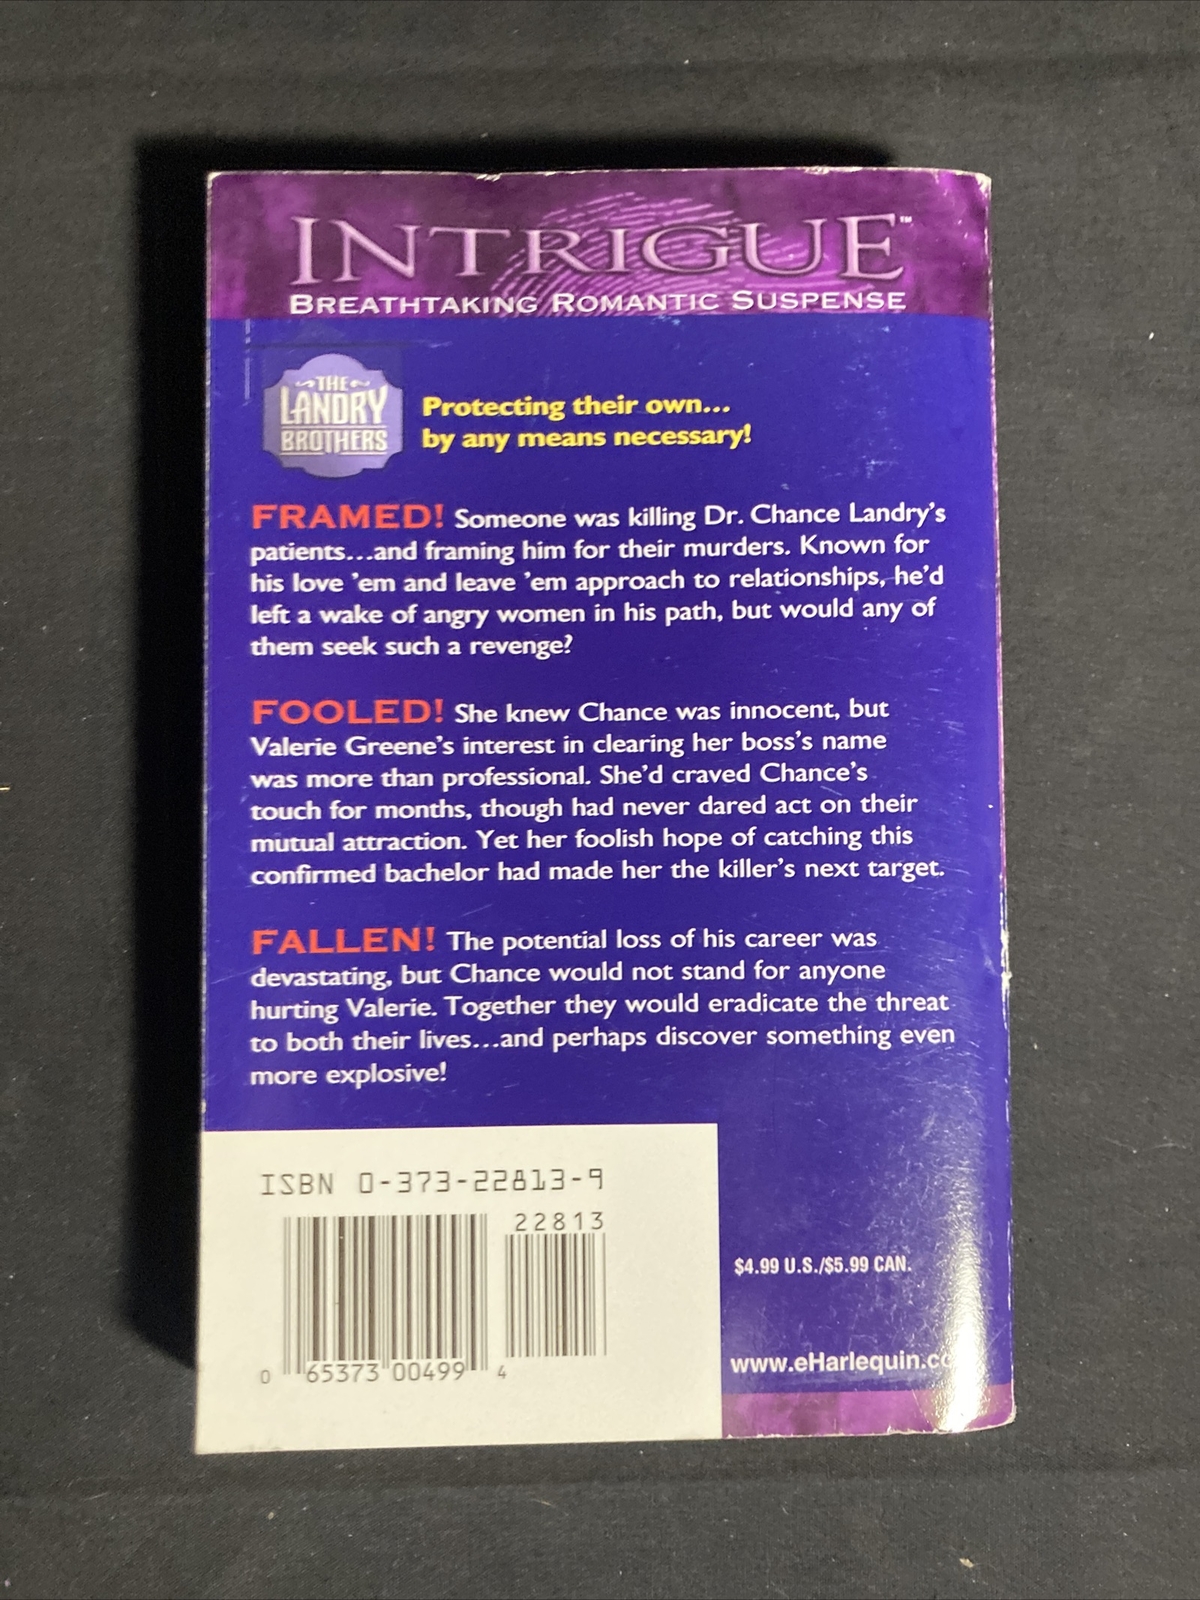 INTRIGUE™
BREATHTAKING ROMANTIC SUSPENSE
THE
LANDRY
BROTHERS
Protecting their own...
by any means necessary!
FRAMED! Someone was killing Dr. Chance Landry's
patients...and framing him for their murders. Known for
his love 'em and leave 'em approach to relationships, he'd
left a wake of angry women in his path, but would any of
them seek such a revenge?
FOOLED! She knew Chance was innocent, but
Valerie Greene's interest in clearing her boss's name
was more than professional. She'd craved Chance's
touch for months, though had never dared act on their
mutual attraction. Yet her foolish hope of catching this
confirmed bachelor had made her the killer's next target.
FALLEN! The potential loss of his career was
devastating, but Chance would not stand for anyone
hurting Valerie. Together they would eradicate the threat
to both their lives...and perhaps discover something even
more explosive!
ISBN 0-373-22813-9
22813
0 65373 00499 4
$4.99 U.S./$5.99 CAN.
www.eHarlequin.co